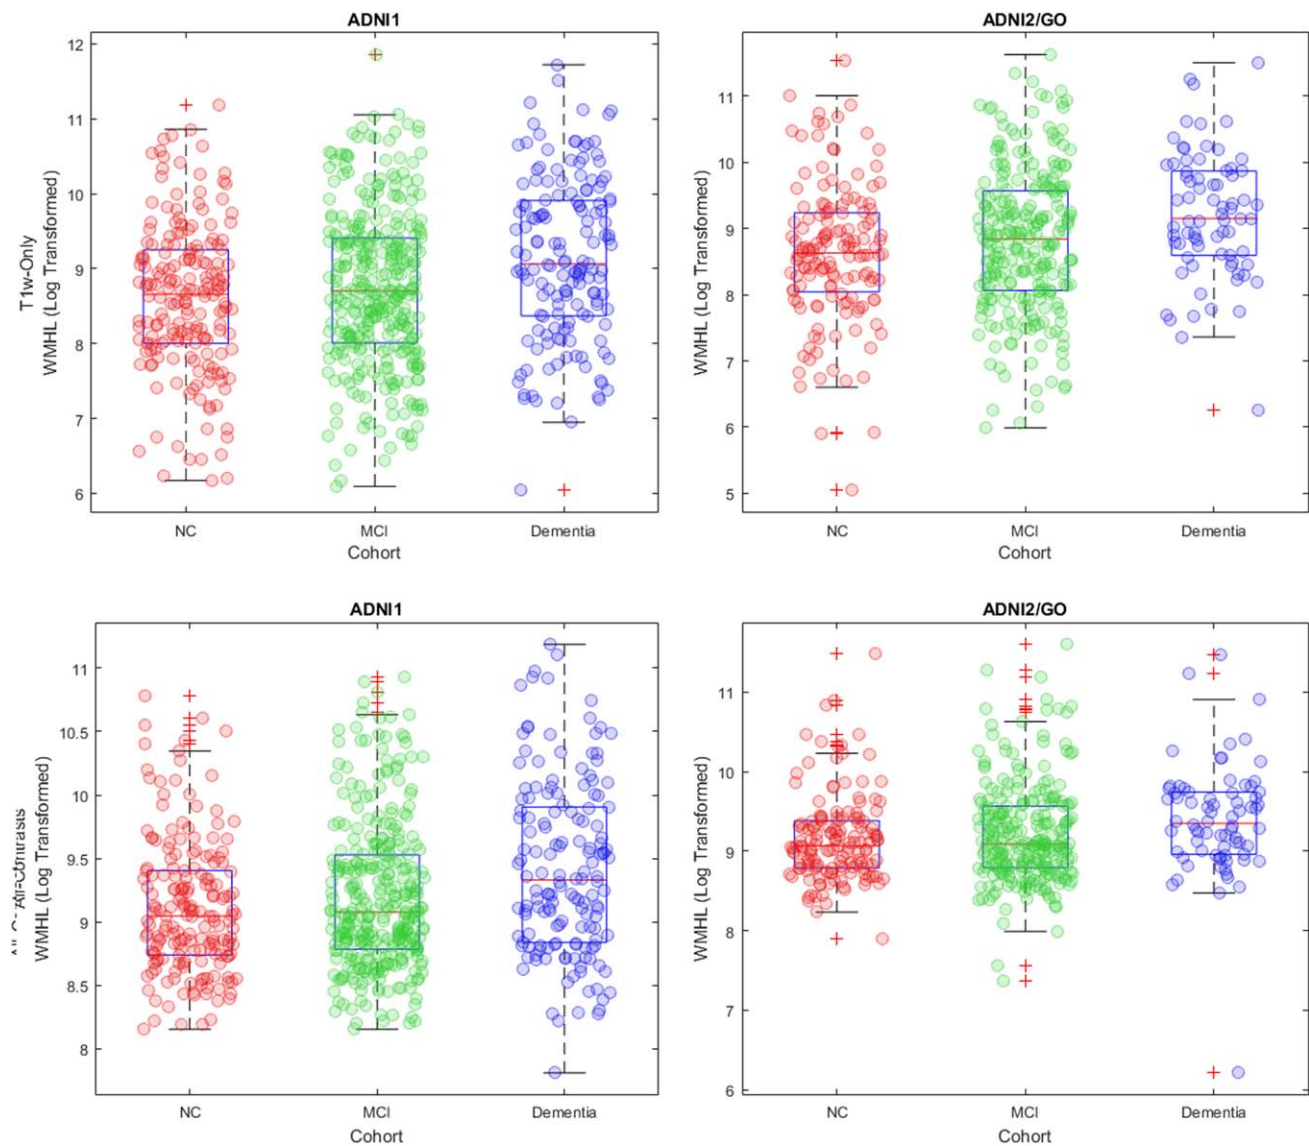 ADNI1
T1w-Only
WMHL (Log Transformed)
12
11
10
9
8
7
6
NC
MCI
Dementia
Cohort
ADNI2/GO
WMHL (Log Transformed)
11
10
9
8
7
6
5
NC
MCI
Dementia
Cohort
ADNI1
WMHL (Log Transformed)
11
10.5
10
9.5
9
8.5
8
NC
MCI
Dementia
Cohort
ADNI2/GO
WMHL (Log Transformed)
11
10
9
8
7
6
NC
MCI
Dementia
Cohort